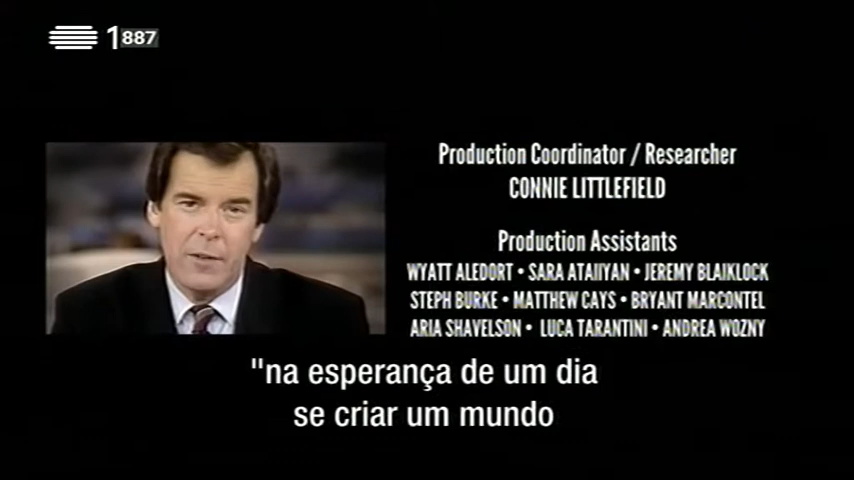 1 887
Production Coordinator / Researcher
CONNIE LITTLEFIELD
Production Assistants
WYATT ALEDORT • SARA ATAIIYAN • JEREMY BLAIKLOCK
STEPH BURKE • MATTHEW CAYS • BRYANT MARCONTEL
ARIA SHAVELSON • LUCA TARANTINI • ANDREA WOZNY
"na esperança de um dia
se criar um mundo